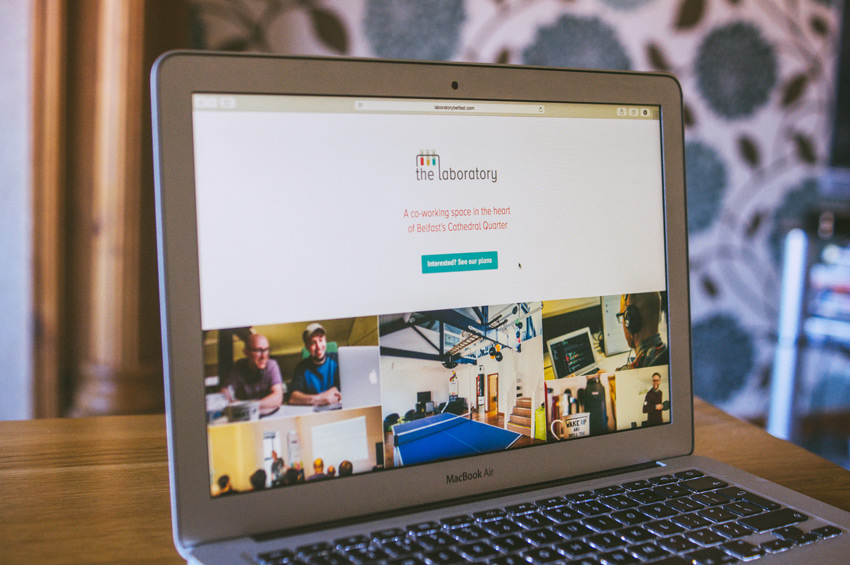 laboratorybelfast.com
the laboratory
A co-working space in the heart
of Belfast's Cathedral Quarter
Interested? See our plans
WAKE UP
MacBook Air